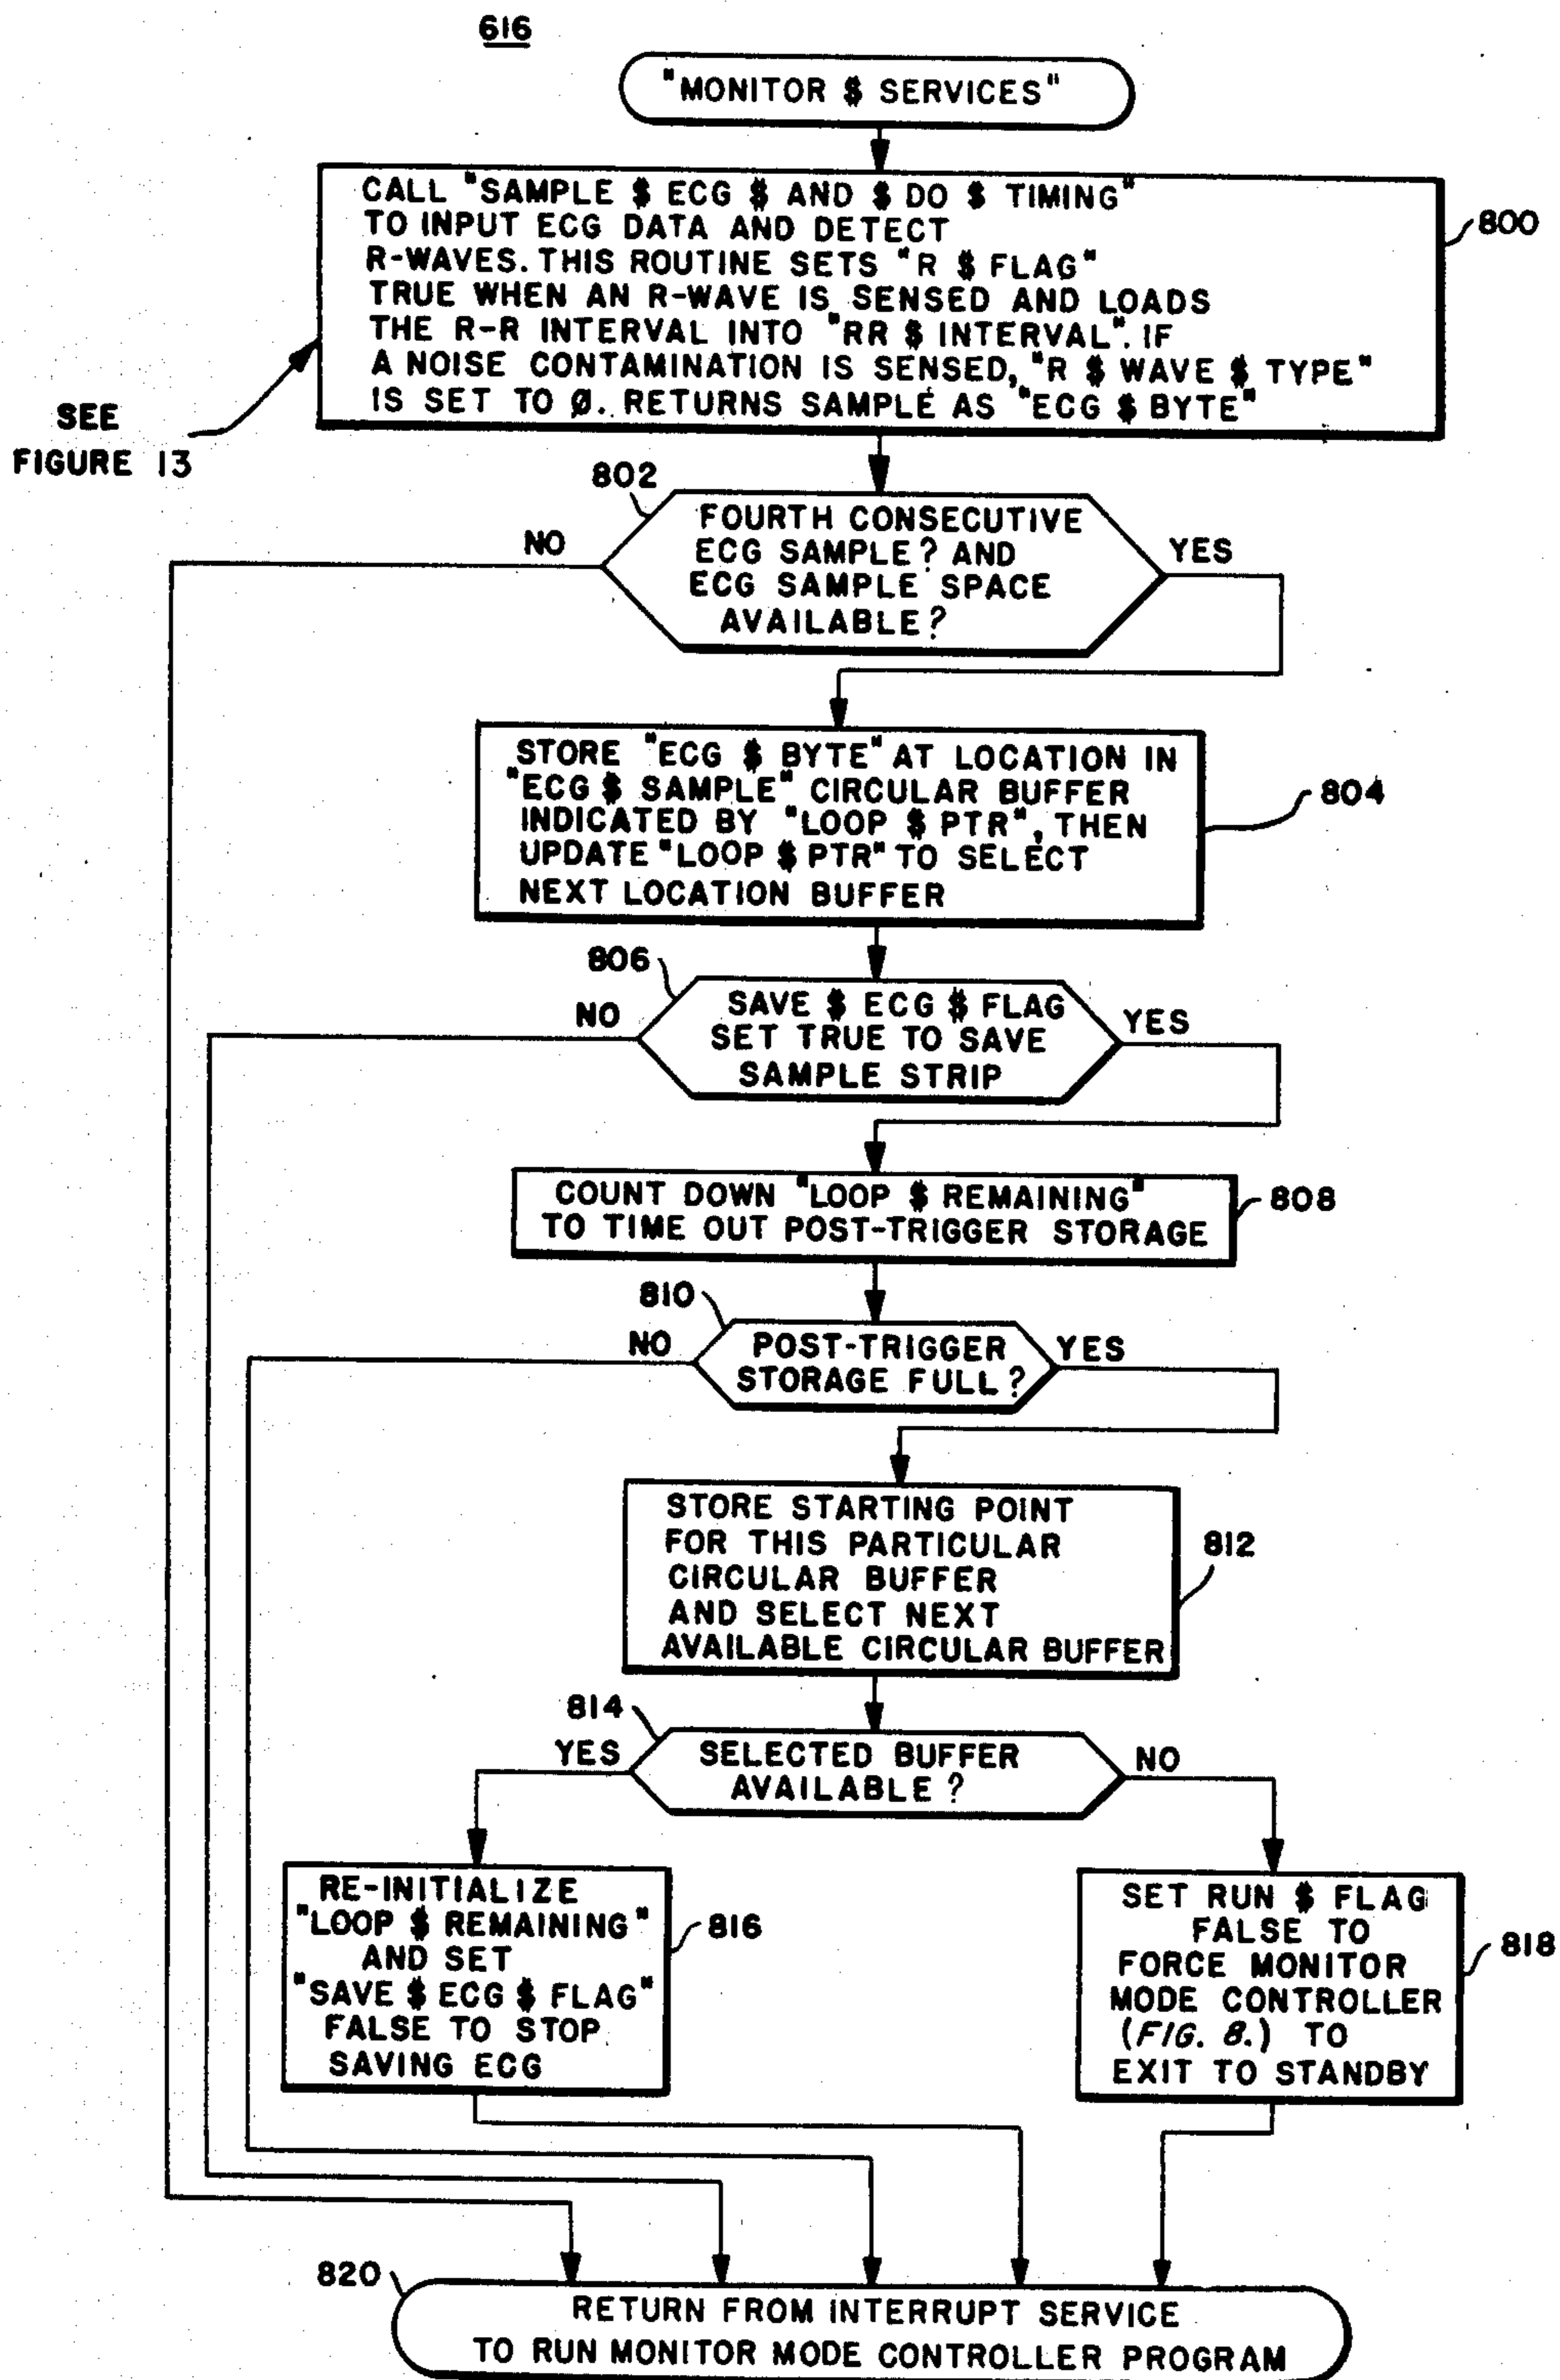 616
"MONITOR $ SERVICES"
CALL "SAMPLE $ ECG $ AND $ DO $ TIMING"
TO INPUT ECG DATA AND DETECT
R-WAVES. THIS ROUTINE SETS "R $ FLAG"
TRUE WHEN AN R-WAVE IS SENSED AND LOADS
THE R-R INTERVAL INTO "RR $ INTERVAL". IF
A NOISE CONTAMINATION IS SENSED, "R $ WAVE $ TYPE"
IS SET TO Ø. RETURNS SAMPLE AS "ECG $ BYTE"
800
SEE
FIGURE 13
802
FOURTH CONSECUTIVE
ECG SAMPLE? AND
ECG SAMPLE SPACE
AVAILABLE?
NO
YES
STORE "ECG $ BYTE" AT LOCATION IN
"ECG $ SAMPLE" CIRCULAR BUFFER
INDICATED BY "LOOP $ PTR", THEN
UPDATE "LOOP $ PTR" TO SELECT
NEXT LOCATION BUFFER
804
806
SAVE $ ECG $ FLAG
SET TRUE TO SAVE
SAMPLE STRIP
NO
YES
COUNT DOWN "LOOP $ REMAINING"
TO TIME OUT POST-TRIGGER STORAGE
808
810
POST-TRIGGER
STORAGE FULL?
NO
YES
STORE STARTING POINT
FOR THIS PARTICULAR
CIRCULAR BUFFER
AND SELECT NEXT
AVAILABLE CIRCULAR BUFFER
812
814
SELECTED BUFFER
AVAILABLE?
YES
NO
RE-INITIALIZE
"LOOP $ REMAINING"
AND SET
"SAVE $ ECG $ FLAG"
FALSE TO STOP
SAVING ECG
816
SET RUN $ FLAG
FALSE TO
FORCE MONITOR
MODE CONTROLLER
(FIG. 8.) TO
EXIT TO STANDBY
818
820
RETURN FROM INTERRUPT SERVICE
TO RUN MONITOR MODE CONTROLLER PROGRAM